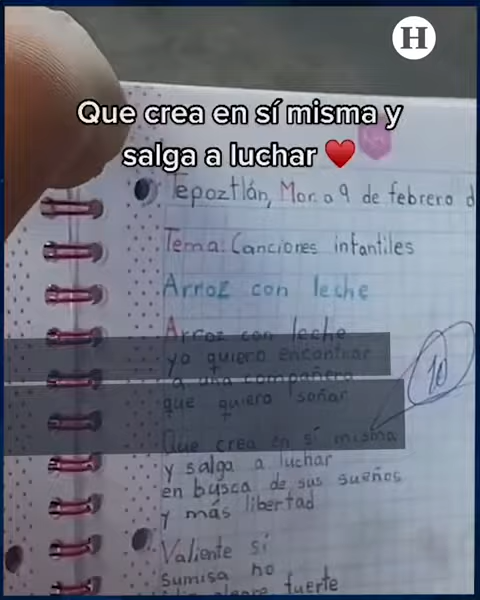 H
Que crea en sí misma y
salga a luchar ❤️
Tepoztlán, Mor. a 9 de febrero d
Tema: Canciones infantiles
Arroz con leche
Arroz con leche
yo quiero encontrar
a una compañera
que quiera soñar
10
Que crea en sí misma
y salga a luchar
en busca de sus sueños
y más libertad
Valiente sí
sumisa no
alegre fuerte